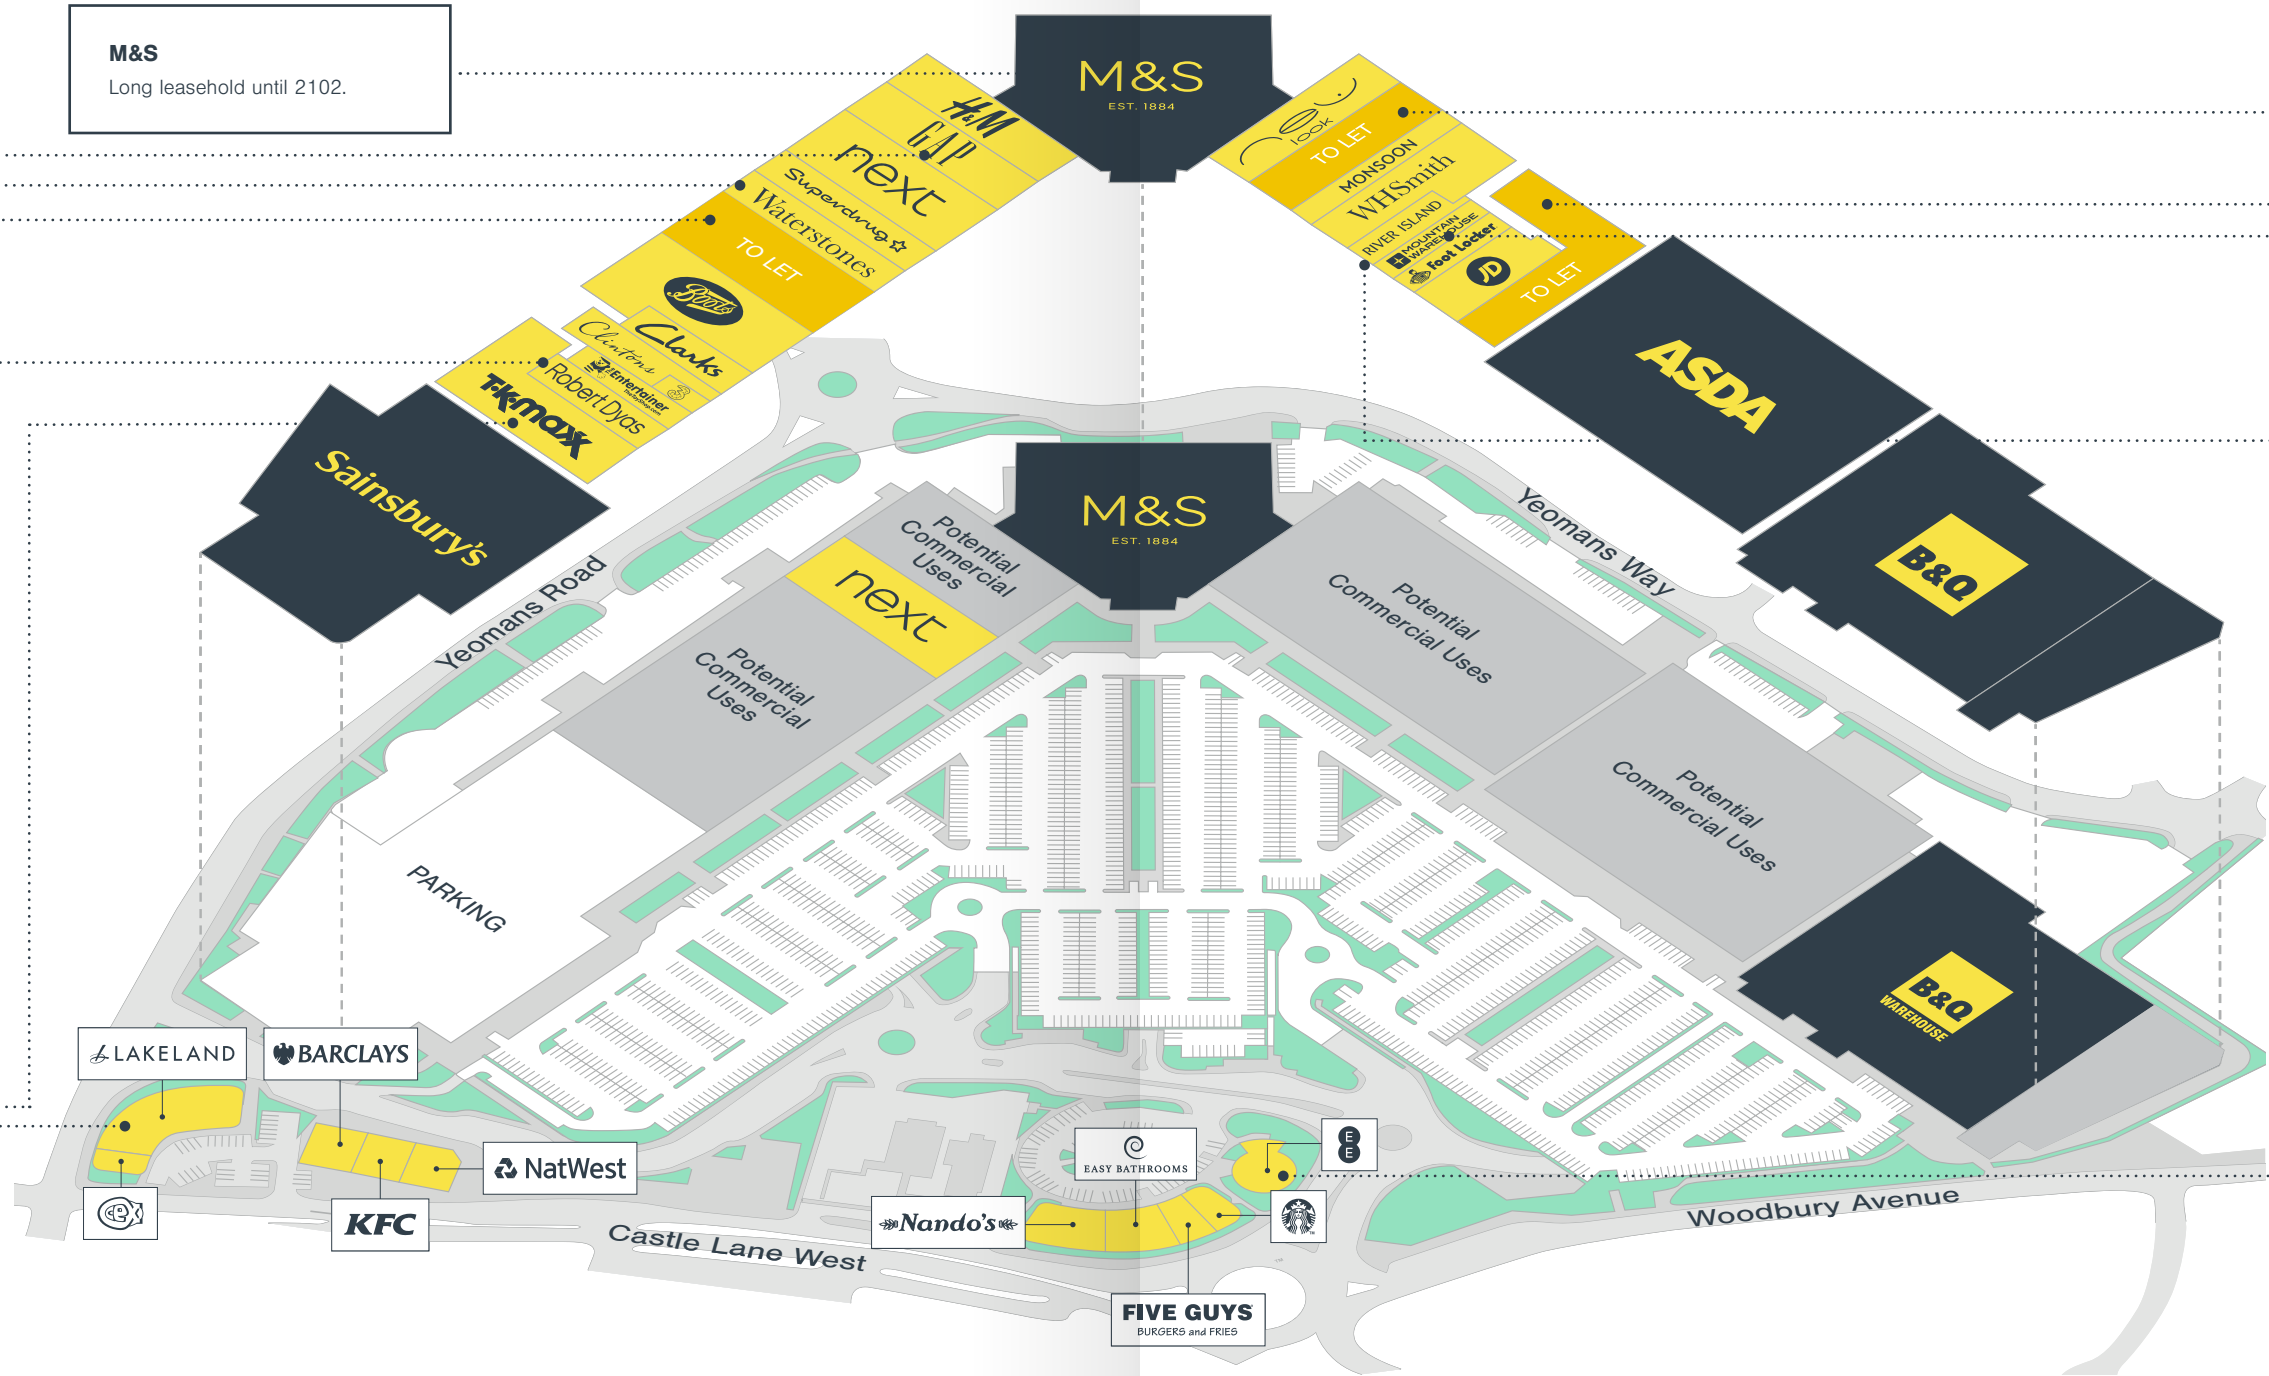 M&S
Long leasehold until 2102.
M&S
EST. 1884
H&M
GAP
next
Superdrug
Waterstones
TO LET
Boots
Clarks
Clintons
3
The Entertainer
TheToyShop.com
Robert Dyas
T·K·maxx
Sainsbury's
look
TO LET
MONSOON
WHSmith
RIVER ISLAND
MOUNTAIN
WAREHOUSE
Foot Locker
JD
TO LET
ASDA
B&Q
M&S
EST. 1884
Potential
Commercial
Uses
next
Potential
Commercial
Uses
Potential
Commercial Uses
Potential
Commercial Uses
B&Q
WAREHOUSE
Yeomans Road
Yeomans Way
PARKING
LAKELAND
BARCLAYS
NatWest
KFC
Castle Lane West
Nando's
EASY BATHROOMS
EE
FIVE GUYS
BURGERS and FRIES
Woodbury Avenue